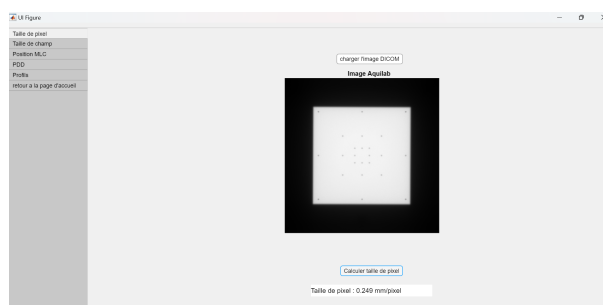 UI Figure
Taille de pixel
Taille de champ
Position MLC
PDD
Profils
retour a la page d'accueil
charger l'image DICOM
Image Aquilab
Calculer taille de pixel
Taille de pixel : 0.249 mm/pixel